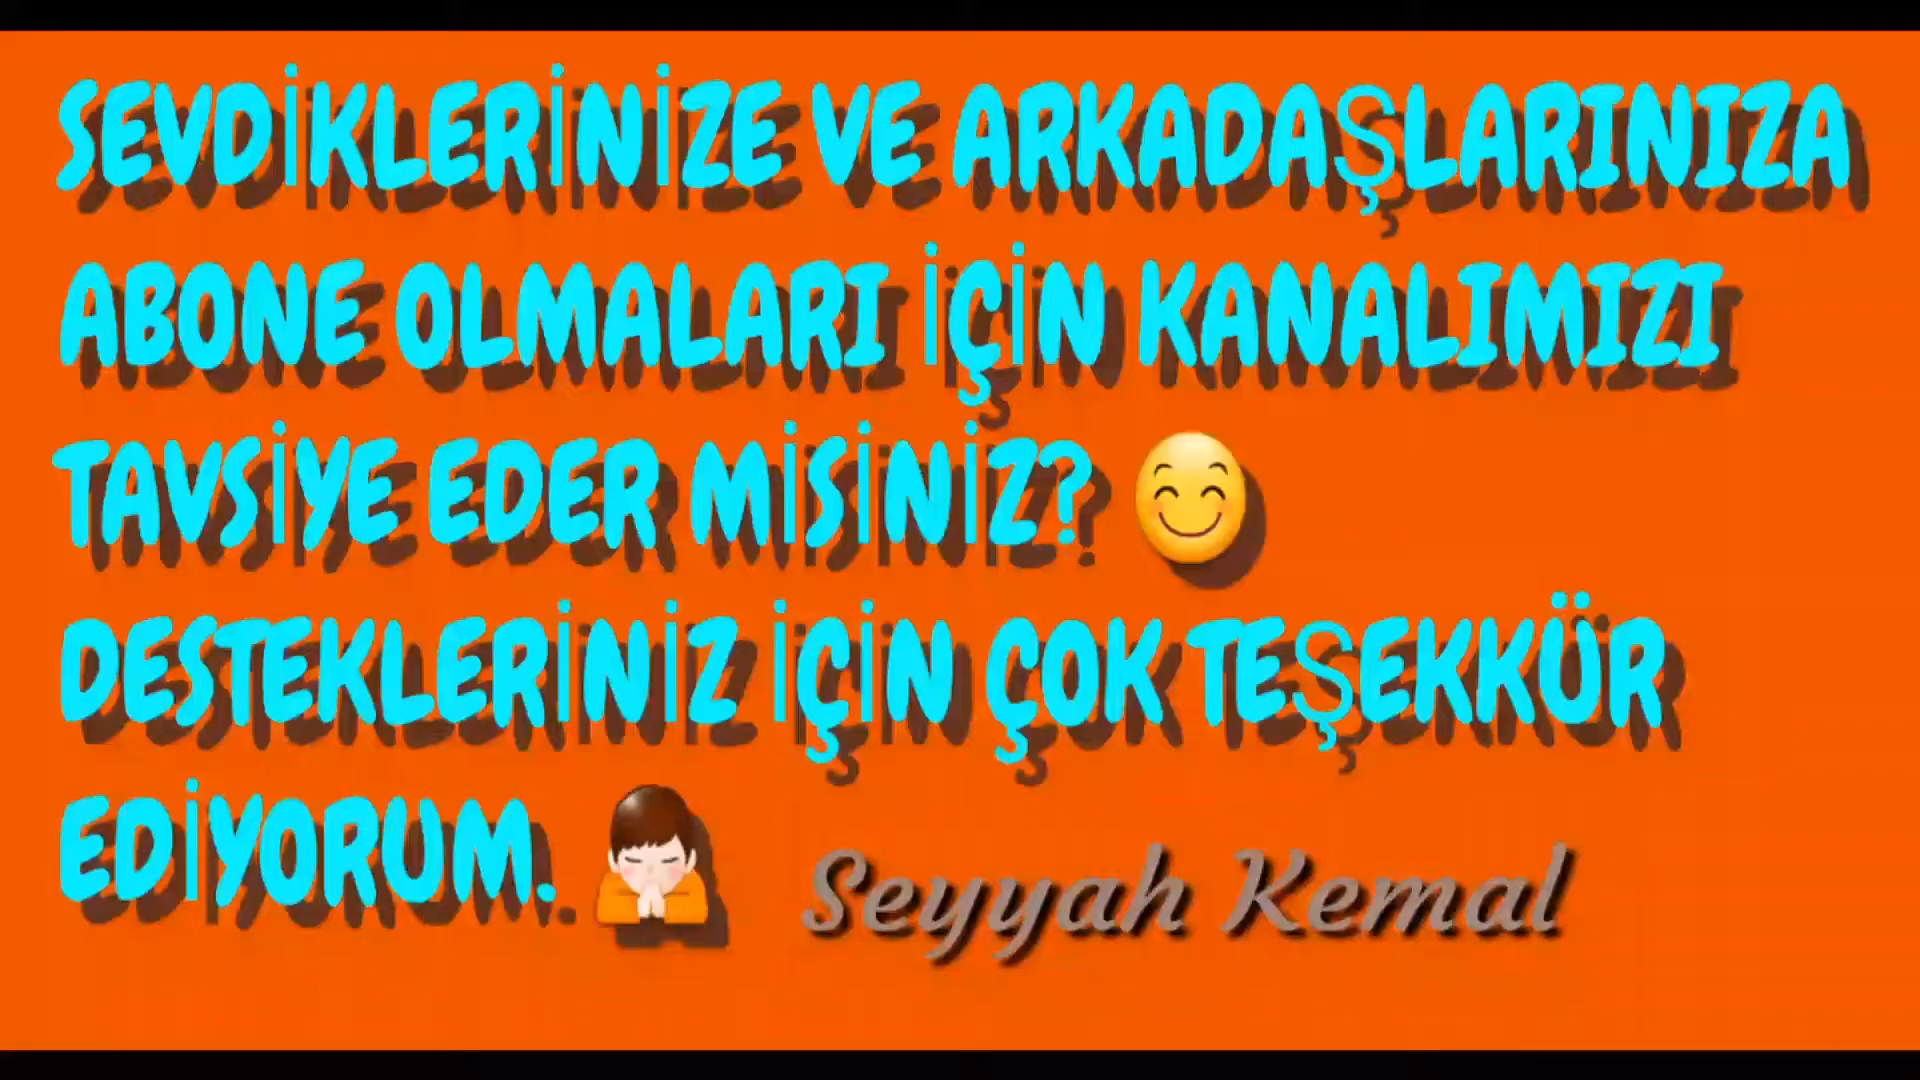 SEVDİKLERİNİZE VE ARKADAŞLARINIZA
ABONE OLMALARI İÇİN KANALIMIZI
TAVSİYE EDER MİSİNİZ? 😊
DESTEKLERİNİZ İÇİN ÇOK TEŞEKKÜR
EDİYORUM. 🙏 Seyyah Kemal